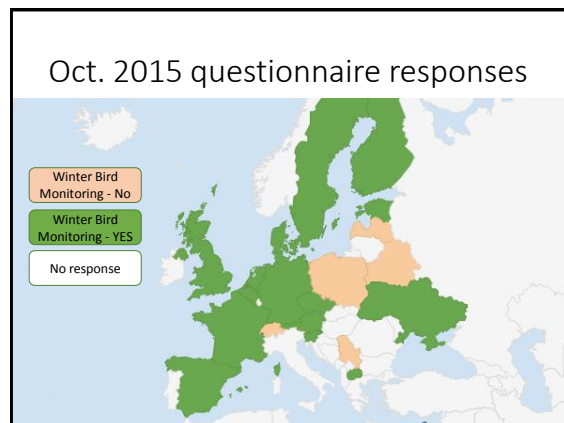 Oct. 2015 questionnaire responses
Winter Bird
Monitoring - No
Winter Bird
Monitoring - YES
No response